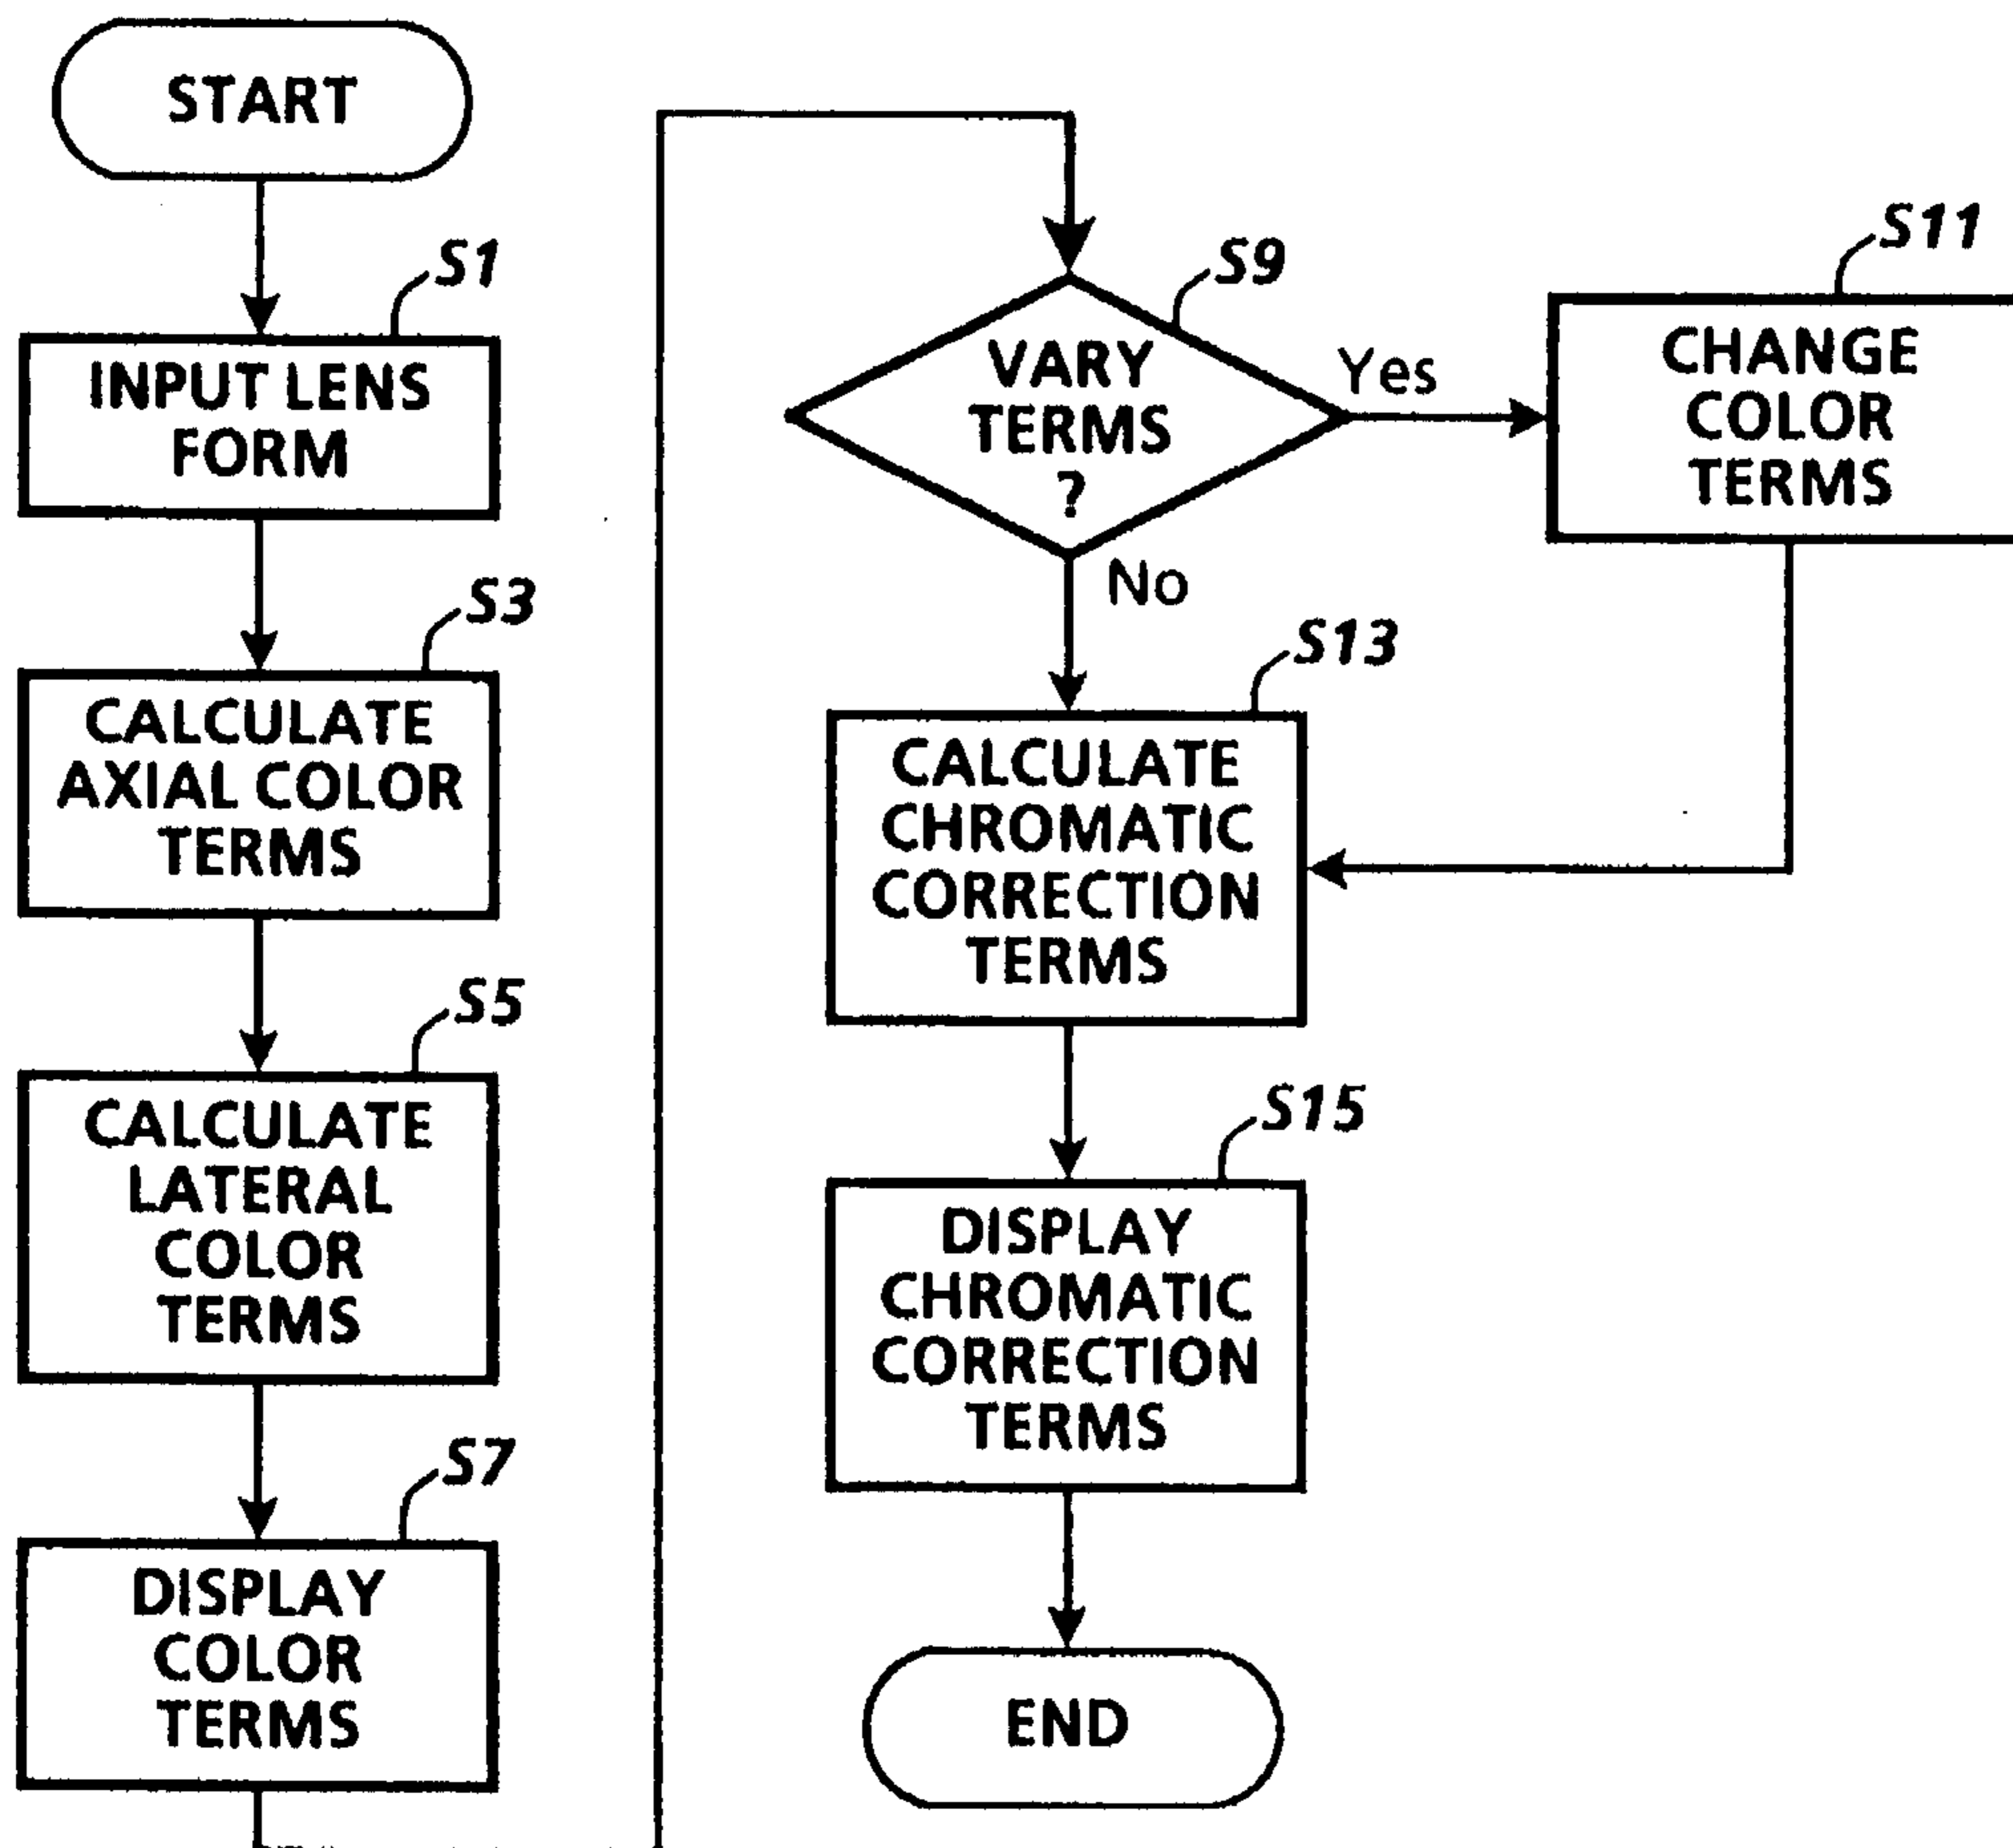 START
S1
INPUT LENS
FORM
S3
CALCULATE
AXIAL COLOR
TERMS
S5
CALCULATE
LATERAL
COLOR
TERMS
S7
DISPLAY
COLOR
TERMS
S9
VARY
TERMS
?
Yes
No
S11
CHANGE
COLOR
TERMS
S13
CALCULATE
CHROMATIC
CORRECTION
TERMS
S15
DISPLAY
CHROMATIC
CORRECTION
TERMS
END